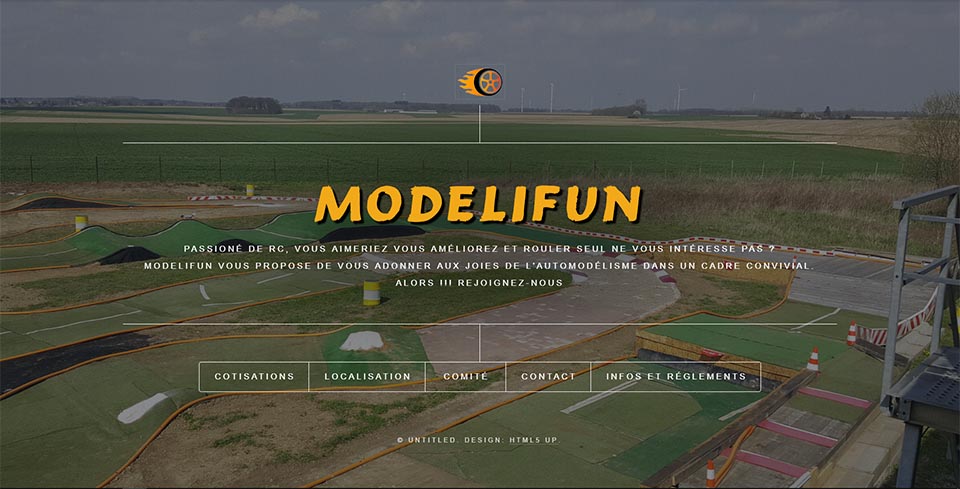 MODELIFUN
PASSIONÉ DE RC, VOUS AIMERIEZ VOUS AMÉLIOREZ ET ROULER SEUL NE VOUS INTÉRESSE PAS ?
MODELIFUN VOUS PROPOSE DE VOUS ADONNER AUX JOIES DE L'AUTOMODÉLISME DANS UN CADRE CONVIVIAL.
ALORS !!! REJOIGNEZ-NOUS
COTISATIONS LOCALISATION COMITÉ CONTACT INFOS ET RÉGLEMENTS
© UNTITLED. DESIGN: HTML5 UP.